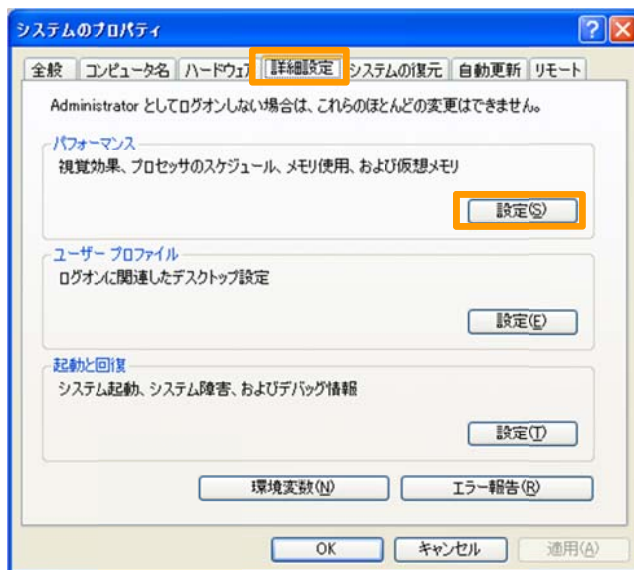 システムのプロパティ
全般 コンピュータ名 ハードウェア 詳細設定 システムの復元 自動更新 リモート
Administrator としてログオンしない場合は、これらのほとんどの変更はできません。
パフォーマンス
視覚効果、プロセッサのスケジュール、メモリ使用、および仮想メモリ
設定(S)
ユーザー プロファイル
ログオンに関連したデスクトップ設定
設定(E)
起動と回復
システム起動、システム障害、およびデバッグ情報
設定(T)
環境変数(N) エラー報告(R)
OK キャンセル 適用(A)